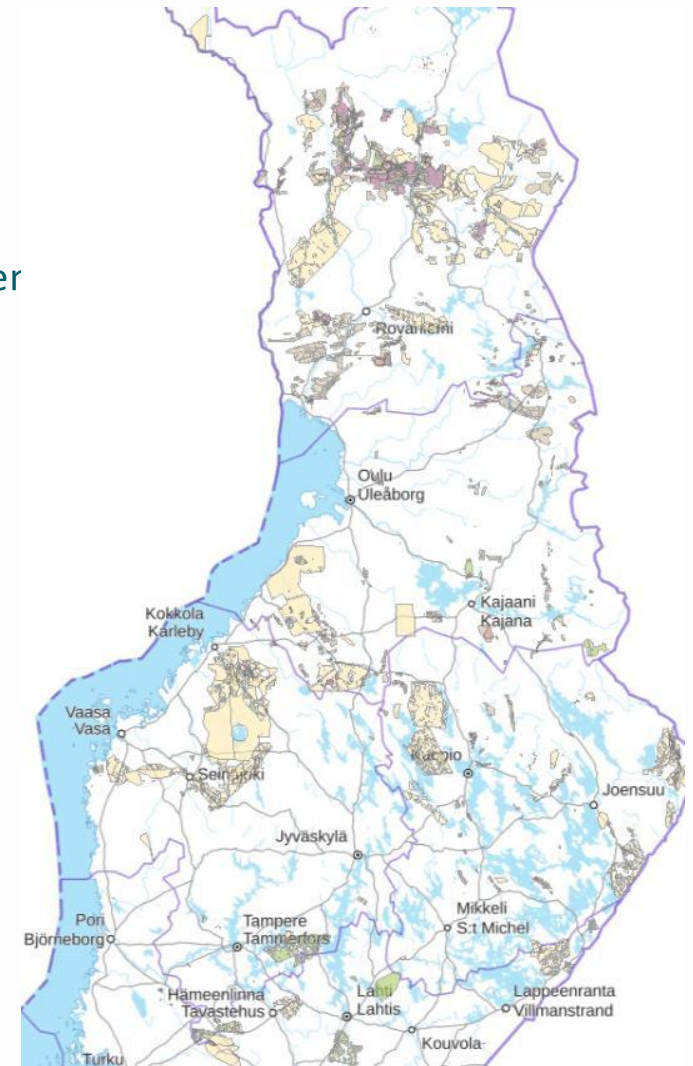 er
Rovaniemi
Oulu
Uleåborg
Kajaani
Kajana
Kokkola
Karleby
Vaasa
Vasa
Seinäjoki
Kuopio
Joensuu
Jyväskylä
Mikkeli
S:t Michel
Pori
Björneborg
Tampere
Tammerfors
Hämeenlinna
Tavastehus
Lahti
Lahtis
Lappeenranta
Villmanstrand
Kouvola
Turku